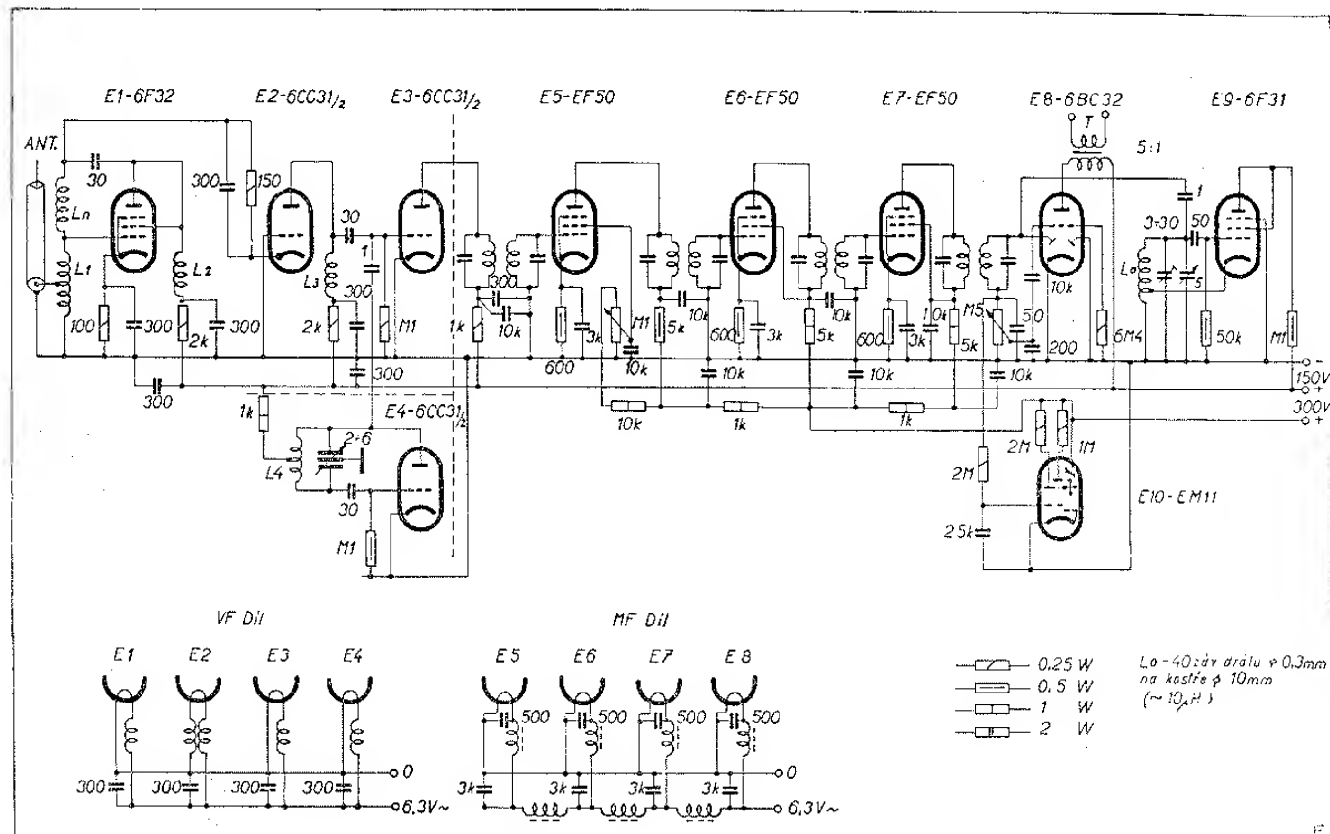 E1-6F32
E2-6CC31/2
E3-6CC31/2
E5-EF50
E6-EF50
E7-EF50
E8-6BC32
E9-6F31
ANT.
T
5:1
30
300
150
30
1
3-30
50
Ln
L1
L2
L3
1
300
10k
Lo
5
100
300
2k
300
2k
300
M1
1k
300
10k
3k
M1
10k
5k
600
3k
10k
5k
600
3k
10k
5k
M5
50
200
6M4
50k
M1
600
10k
10k
10k
10k
300
300
-
150V
+
300V
+
1k
E4-6CC31/2
10k
1k
1k
2÷6
L4
30
M1
2M
1M
2M
25k
E10-EM11
VF Díl
MF Díl
E1
E2
E3
E4
E5
E6
E7
E8
500
500
500
500
300
300
300
300
0
6,3V~
3k
3k
3k
3k
0
6,3V~
0,25 W
0,5 W
1 W
2 W
Lo-40záv drátu φ 0,3mm
na kostře φ 10mm
(~10μH)